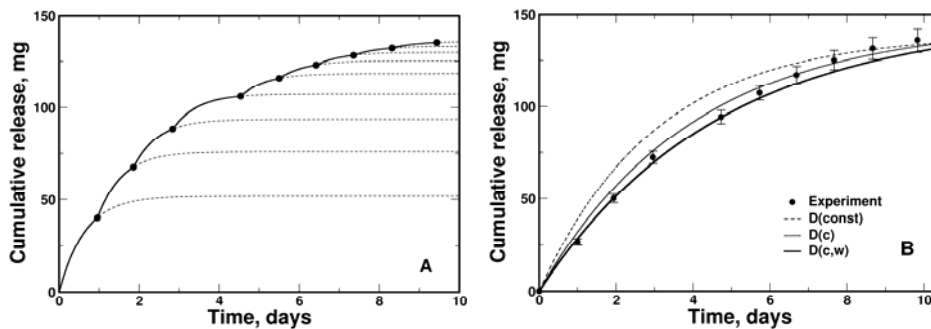 150
100
50
0
Cumulative release, mg
A
0 2 4 6 8 10
Time, days
150
100
50
0
Cumulative release, mg
Experiment
D(const)
D(c)
D(c,w)
B
0 2 4 6 8 10
Time, days